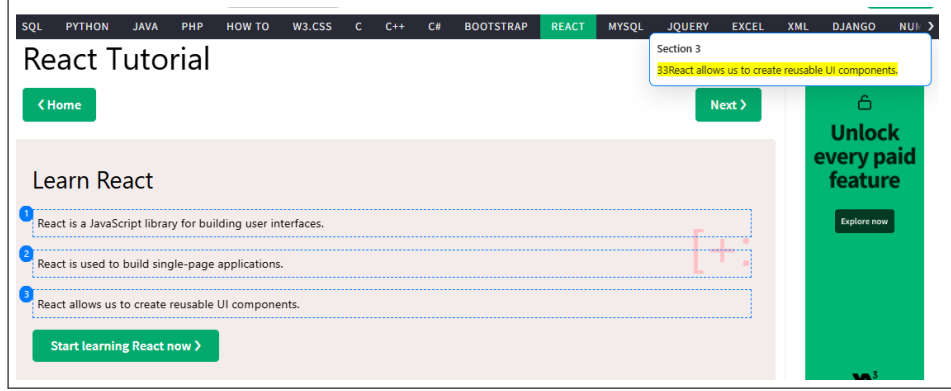 SQL PYTHON JAVA PHP HOW TO W3.CSS C C++ C# BOOTSTRAP REACT MYSQL JQUERY EXCEL XML DJANGO NUM ❯
React Tutorial
Section 3
33React allows us to create reusable UI components.
❮ Home
Next ❯
Learn React
1
React is a JavaScript library for building user interfaces.
2
React is used to build single-page applications.
3
React allows us to create reusable UI components.
Start learning React now ❯
[+:
Unlock
every paid
feature
Explore now
3